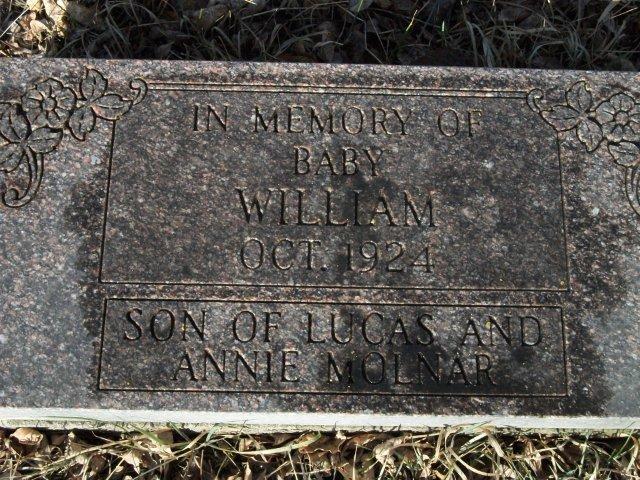 IN MEMORY OF
BABY
WILLIAM
OCT. 1924
SON OF LUCAS AND
ANNIE MOLNAR